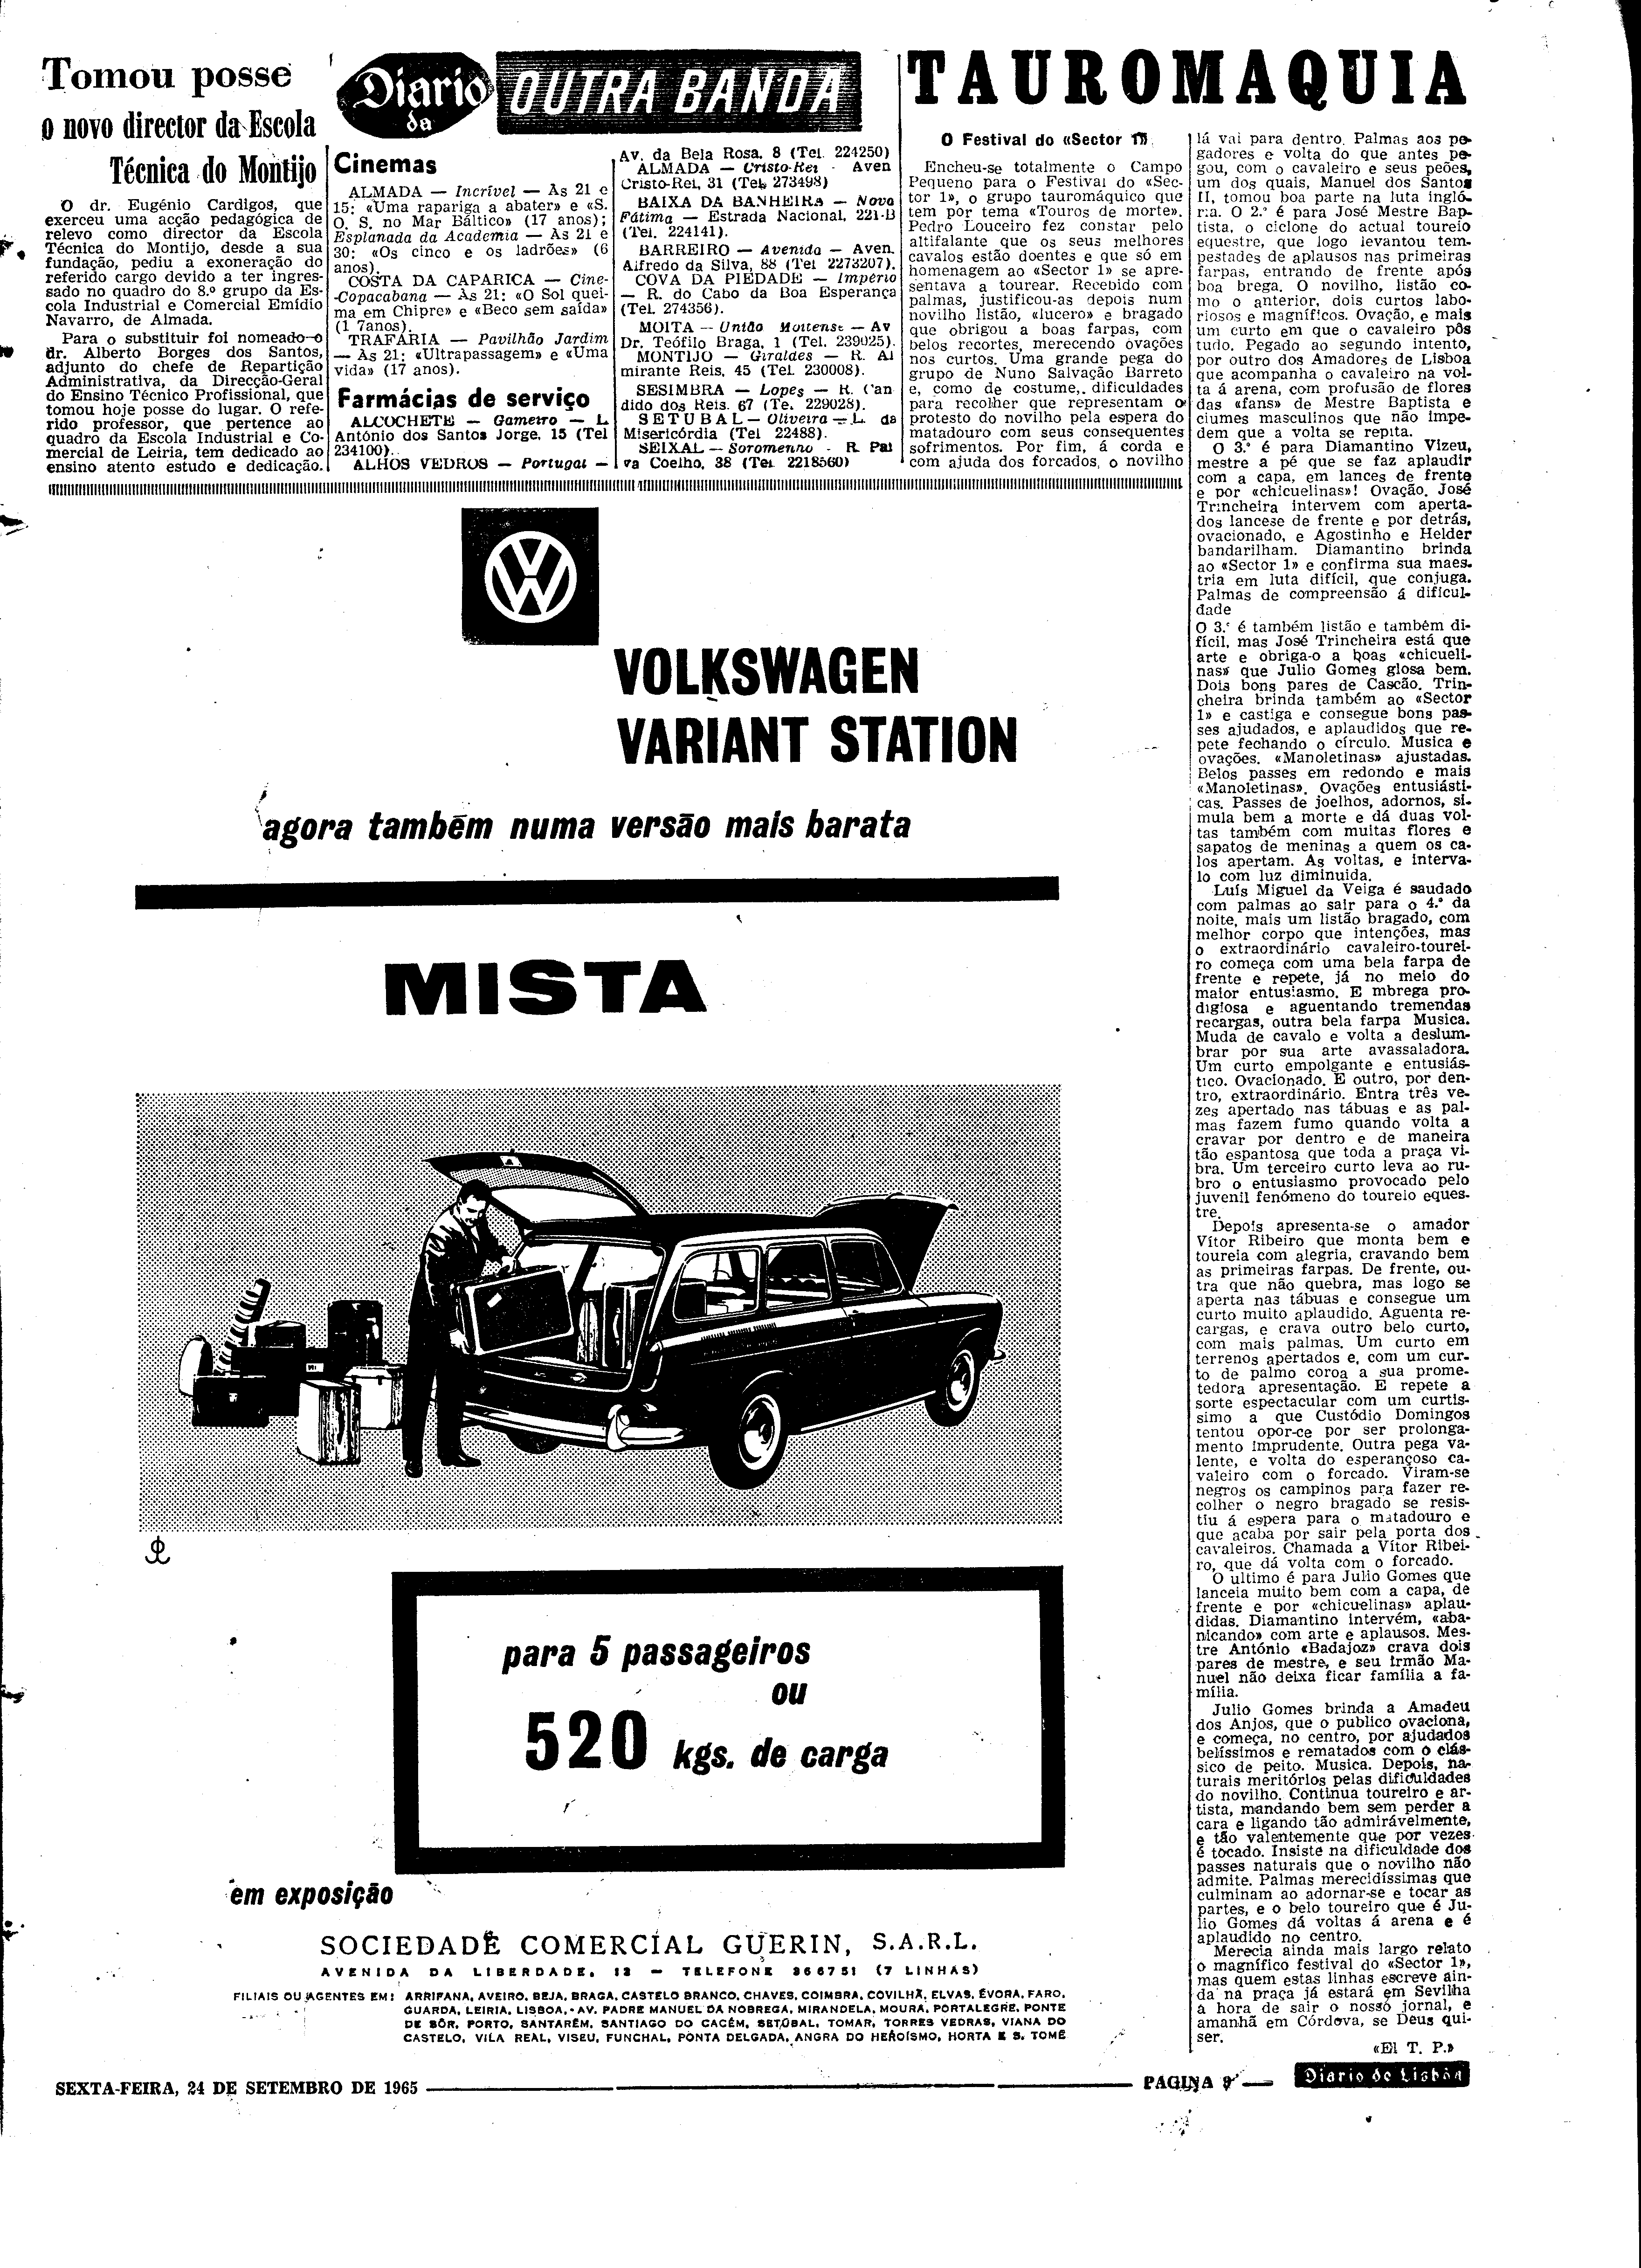 Tomou posse
o novo director da Escola
Técnica do Montijo
O dr. Eugénio Cardigos, que
exerceu uma acção pedagógica de
relevo como director da Escola
Técnica do Montijo, desde a sua
fundação, pediu a exoneração do
referido cargo devido a ter ingres-
sado no quadro do 8.º grupo da Es-
cola Industrial e Comercial Emídio
Navarro, de Almada.
Para o substituir foi nomeado o
dr. Alberto Borges dos Santos,
adjunto do chefe de Repartição
Administrativa, da Direcção-Geral
do Ensino Técnico Profissional, que
tomou hoje posse do lugar. O refe-
rido professor, que pertence ao
quadro da Escola Industrial e Co-
mercial de Leiria, tem dedicado ao
ensino atento estudo e dedicação.
Diario da OUTRA BANDA
Cinemas
ALMADA — Incrível — Às 21 e
15: «Uma rapariga a abater» e «S.
O. S. no Mar Báltico» (17 anos);
Esplanada da Academia — Às 21 e
30: «Os cinco e os ladrões» (6
anos).
COSTA DA CAPARICA — Cine-
-Copacabana — Às 21: «O Sol quei-
ma em Chipre» e «Beco sem saída»
(1 7anos).
TRAFARIA — Pavilhão Jardim
— Às 21: «Ultrapassagem» e «Uma
vida» (17 anos).
Farmácias de serviço
ALCOCHETE — Gameiro — L
António dos Santos Jorge, 15 (Tel
234100).
ALHOS VEDROS — Portugal —
Av. da Bela Rosa, 8 (Tel. 224250)
ALMADA — Cristo-Rei - Aven
Cristo-Rei, 31 (Tel. 273498)
BAIXA DA BANHEIRA — Nova
Fátima — Estrada Nacional, 221-B
(Tel. 224141).
BARREIRO — Avenida — Aven.
Alfredo da Silva, 88 (Tel 2273207).
COVA DA PIEDADE — Império
— R. do Cabo da Boa Esperança
(Tel. 274356).
MOITA — União Moitense — Av
Dr. Teófilo Braga, 1 (Tel. 239025).
MONTIJO — Giraldes — R. Al
mirante Reis, 45 (Tel. 230008).
SESIMBRA — Lopes — R. Can
dido dos Reis. 67 (Te. 229028).
SETUBAL — Oliveira — L. da
Misericórdia (Tel 22488).
SEIXAL — Soromenho - R. Pai
va Coelho, 38 (Tel 2218560)
TAUROMAQUIA
O Festival do «Sector 1»
Encheu-se totalmente o Campo
Pequeno para o Festival do «Sec-
tor 1», o grupo tauromáquico que
tem por tema «Touros de morte».
Pedro Louceiro fez constar pelo
altifalante que os seus melhores
cavalos estão doentes e que só em
homenagem ao «Sector 1» se apre-
sentava a tourear. Recebido com
palmas, justificou-as depois num
novilho listão, «lucero» e bragado
que obrigou a boas farpas, com
belos recortes, merecendo ovações
nos curtos. Uma grande pega do
grupo de Nuno Salvação Barreto
e, como de costume, dificuldades
para recolher que representam o
protesto do novilho pela espera do
matadouro com seus consequentes
sofrimentos. Por fim, á corda e
com ajuda dos forcados, o novilho
lá vai para dentro. Palmas aos pe-
gadores e volta do que antes pe-
gou, com o cavaleiro e seus peões,
um dos quais, Manuel dos Santos
II, tomou boa parte na luta ingló-
ria. O 2.º é para José Mestre Bap-
tista, o ciclone do actual toureio
equestre, que logo levantou tem-
pestades de aplausos nas primeiras
farpas, entrando de frente após
boa brega. O novilho, listão co-
mo o anterior, dois curtos labo-
riosos e magníficos. Ovação, e mais
um curto em que o cavaleiro pôs
tudo. Pegado ao segundo intento,
por outro dos Amadores de Lisboa
que acompanha o cavaleiro na vol-
ta á arena, com profusão de flores
das «fans» de Mestre Baptista e
ciumes masculinos que não impe-
dem que a volta se repita.
O 3.º é para Diamantino Vizeu,
mestre a pé que se faz aplaudir
com a capa, em lances de frente
e por «chicuelinas»! Ovação. José
Trincheira intervem com aperta-
dos lancese de frente e por detrás,
ovacionado, e Agostinho e Helder
bandarilham. Diamantino brinda
ao «Sector 1» e confirma sua maes-
tria em luta difícil, que conjuga.
Palmas de compreensão á dificul-
dade
O 3.º é também listão e também di-
fícil, mas José Trincheira está que
arte e obriga-o a boas «chicueli-
nas» que Julio Gomes glosa bem.
Dois bons pares de Cascão. Trin-
cheira brinda também ao «Sector
1» e castiga e consegue bons pas-
ses ajudados, e aplaudidos que re-
pete fechando o círculo. Musica e
ovações. «Manoletinas» ajustadas.
Belos passes em redondo e mais
«Manoletinas». Ovações entusiásti-
cas. Passes de joelhos, adornos, si-
mula bem a morte e dá duas vol-
tas também com muitas flores e
sapatos de meninas a quem os ca-
los apertam. As voltas, e interva-
lo com luz diminuida.
Luís Miguel da Veiga é saudado
com palmas ao sair para o 4.º da
noite, mais um listão bragado, com
melhor corpo que intenções, mas
o extraordinário cavaleiro-tourei-
ro começa com uma bela farpa de
frente e repete, já no meio do
maior entusiasmo. E mbrega pro-
digiosa e aguentando tremendas
recargas, outra bela farpa Musica.
Muda de cavalo e volta a deslum-
brar por sua arte avassaladora.
Um curto empolgante e entusiás-
tico. Ovacionado. E outro, por den-
tro, extraordinário. Entra três ve-
zes apertado nas tábuas e as pal-
mas fazem fumo quando volta a
cravar por dentro e de maneira
tão espantosa que toda a praça vi-
bra. Um terceiro curto leva ao ru-
bro o entusiasmo provocado pelo
juvenil fenómeno do toureio eques-
tre.
Depois apresenta-se o amador
Vítor Ribeiro que monta bem e
toureia com alegria, cravando bem
as primeiras farpas. De frente, ou-
tra que não quebra, mas logo se
aperta nas tábuas e consegue um
curto muito aplaudido. Aguenta re-
cargas, e crava outro belo curto,
com mais palmas. Um curto em
terrenos apertados e, com um cur-
to de palmo coroa a sua prome-
tedora apresentação. E repete a
sorte espectacular com um curtís-
simo a que Custódio Domingos
tentou opor-ce por ser prolonga-
mento imprudente. Outra pega va-
lente, e volta do esperançoso ca-
valeiro com o forcado. Viram-se
negros os campinos para fazer re-
colher o negro bragado se resis-
tiu á espera para o matadouro e
que acaba por sair pela porta dos
cavaleiros. Chamada a Vítor Ribei-
ro, que dá volta com o forcado.
O ultimo é para Julio Gomes que
lanceia muito bem com a capa, de
frente e por «chicuelinas» aplau-
didas. Diamantino intervém, «aba-
nicando» com arte e aplausos. Mes-
tre António «Badajoz» crava dois
pares de mestre, e seu irmão Ma-
nuel não deixa ficar família a fa-
mília.
Julio Gomes brinda a Amadeu
dos Anjos, que o publico ovaciona,
e começa, no centro, por ajudados
belíssimos e rematados com o clás-
sico de peito. Musica. Depois, na-
turais meritórios pelas dificuldades
do novilho. Continua toureiro e ar-
tista, mandando bem sem perder a
cara e ligando tão admirávelmente,
e tão valentemente que por vezes
é tocado. Insiste na dificuldade dos
passes naturais que o novilho não
admite. Palmas merecidíssimas que
culminam ao adornar-se e tocar as
partes, e o belo toureiro que é Ju-
lio Gomes dá voltas á arena e é
aplaudido no centro.
Merecia ainda mais largo relato
o magnífico festival do «Sector 1»,
mas quem estas linhas escreve ain-
da na praça já estará em Sevilha
à hora de sair o nosso jornal, e
amanhã em Córdova, se Deus qui-
ser.
«El T. P.»
VOLKSWAGEN
VARIANT STATION
agora também numa versão mais barata
MISTA
para 5 passageiros
ou
520 kgs. de carga
em exposição
SOCIEDADE COMERCIAL GUERIN, S.A.R.L.
AVENIDA DA LIBERDADE, 12 — TELEFONE 366751 (7 LINHAS)
FILIAIS OU AGENTES EM: ARRIFANA, AVEIRO, BEJA, BRAGA, CASTELO BRANCO, CHAVES, COIMBRA, COVILHÃ, ELVAS, ÉVORA, FARO,
GUARDA, LEIRIA, LISBOA, - AV. PADRE MANUEL DA NOBREGA, MIRANDELA, MOURA, PORTALEGRE, PONTE
DE SÔR, PORTO, SANTARÉM, SANTIAGO DO CACÉM, SETÚBAL, TOMAR, TORRES VEDRAS, VIANA DO
CASTELO, VILA REAL, VISEU, FUNCHAL, PONTA DELGADA, ANGRA DO HEROÍSMO, HORTA E S. TOMÉ
SEXTA-FEIRA, 24 DE SETEMBRO DE 1965
PAGINA 9
Diario de Lisbôa